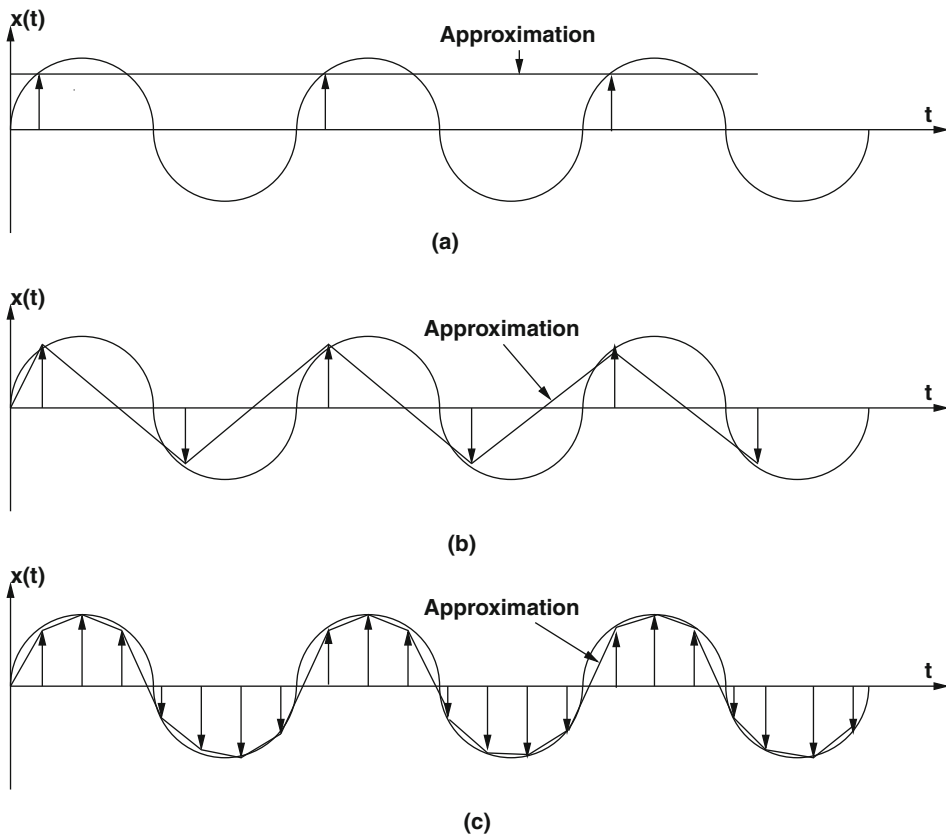 x(t)
Approximation
t
(a)
x(t)
Approximation
t
(b)
x(t)
Approximation
t
(c)